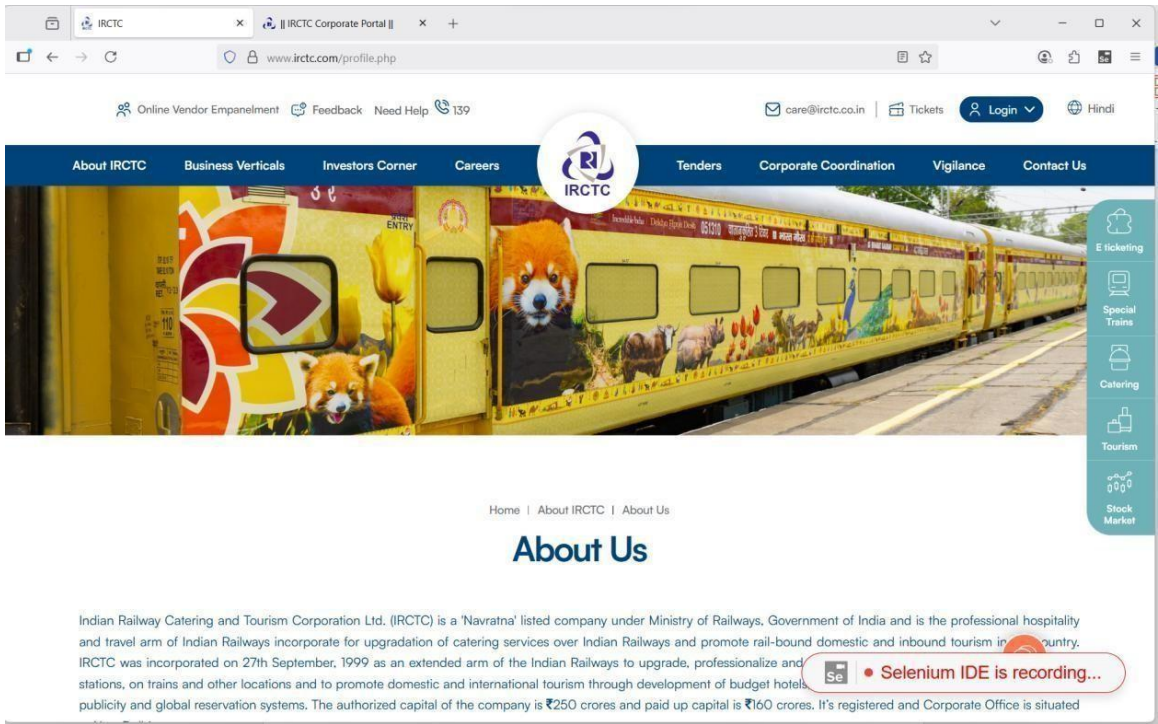 IRCTC
|| IRCTC Corporate Portal ||
www.irctc.com/profile.php
Online Vendor Empanelment Feedback Need Help 139
care@irctc.co.in | Tickets Login Hindi
About IRCTC Business Verticals Investors Corner Careers
IRCTC
Tenders Corporate Coordination Vigilance Contact Us
ENTRY
051310
110
E ticketing
Special
Trains
Catering
Tourism
Stock
Market
Home | About IRCTC | About Us
About Us
Indian Railway Catering and Tourism Corporation Ltd. (IRCTC) is a 'Navratna' listed company under Ministry of Railways, Government of India and is the professional hospitality
and travel arm of Indian Railways incorporate for upgradation of catering services over Indian Railways and promote rail-bound domestic and inbound tourism in
IRCTC was incorporated on 27th September, 1999 as an extended arm of the Indian Railways to upgrade, professionalize and
stations, on trains and other locations and to promote domestic and international tourism through development of budget hotels
publicity and global reservation systems. The authorized capital of the company is ₹250 crores and paid up capital is ₹160 crores. It's registered and Corporate Office is situated
Se Selenium IDE is recording...